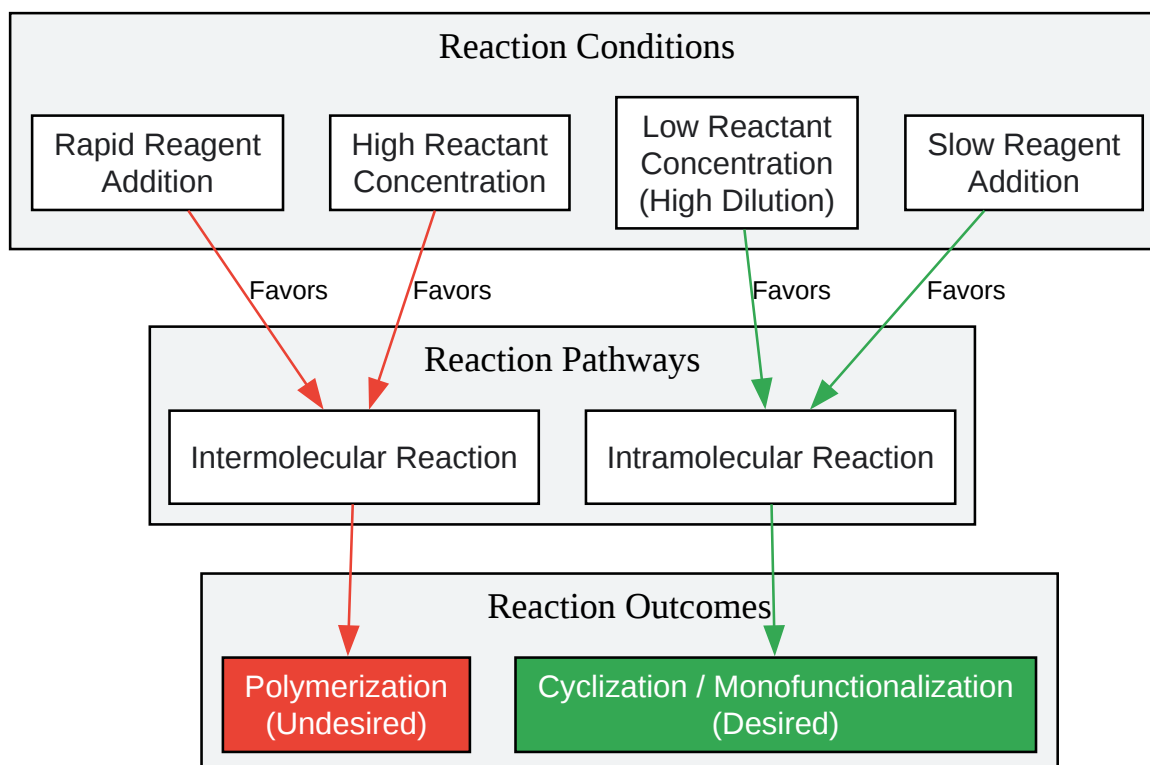 Reaction Conditions
Rapid Reagent
Addition
High Reactant
Concentration
Low Reactant
Concentration
(High Dilution)
Slow Reagent
Addition
Favors
Favors
Favors
Favors
Reaction Pathways
Intermolecular Reaction
Intramolecular Reaction
Reaction Outcomes
Polymerization
(Undesired)
Cyclization / Monofunctionalization
(Desired)